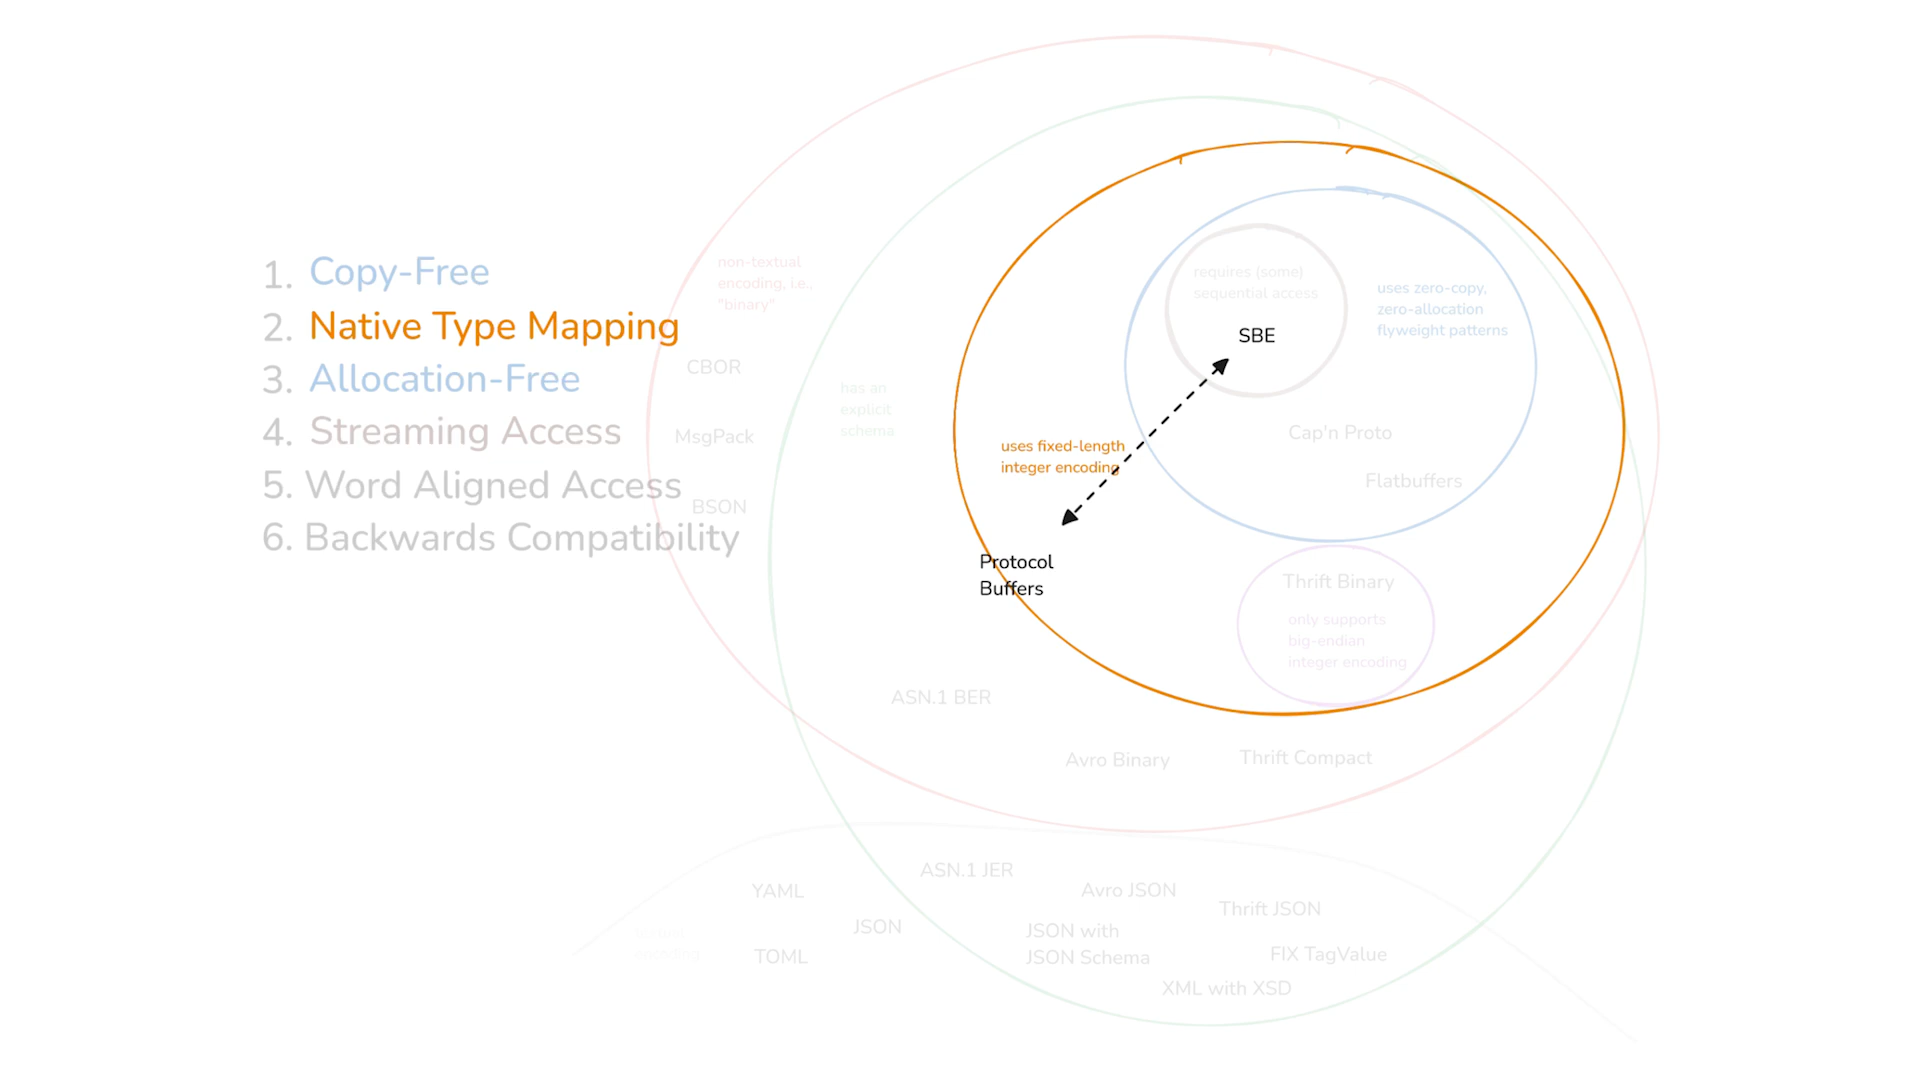 1. Copy-Free
2. Native Type Mapping
3. Allocation-Free
4. Streaming Access
5. Word Aligned Access
6. Backwards Compatibility
non-textual
encoding, i.e.,
"binary"
CBOR
MsgPack
BSON
has an
explicit
schema
requires (some)
sequential access
SBE
uses zero-copy,
zero-allocation
flyweight patterns
Cap'n Proto
Flatbuffers
uses fixed-length
integer encoding
Protocol
Buffers
Thrift Binary
only supports
big-endian
integer encoding
ASN.1 BER
Avro Binary
Thrift Compact
YAML
JSON
TOML
ASN.1 JER
Avro JSON
Thrift JSON
JSON with
JSON Schema
FIX TagValue
XML with XSD
encoding